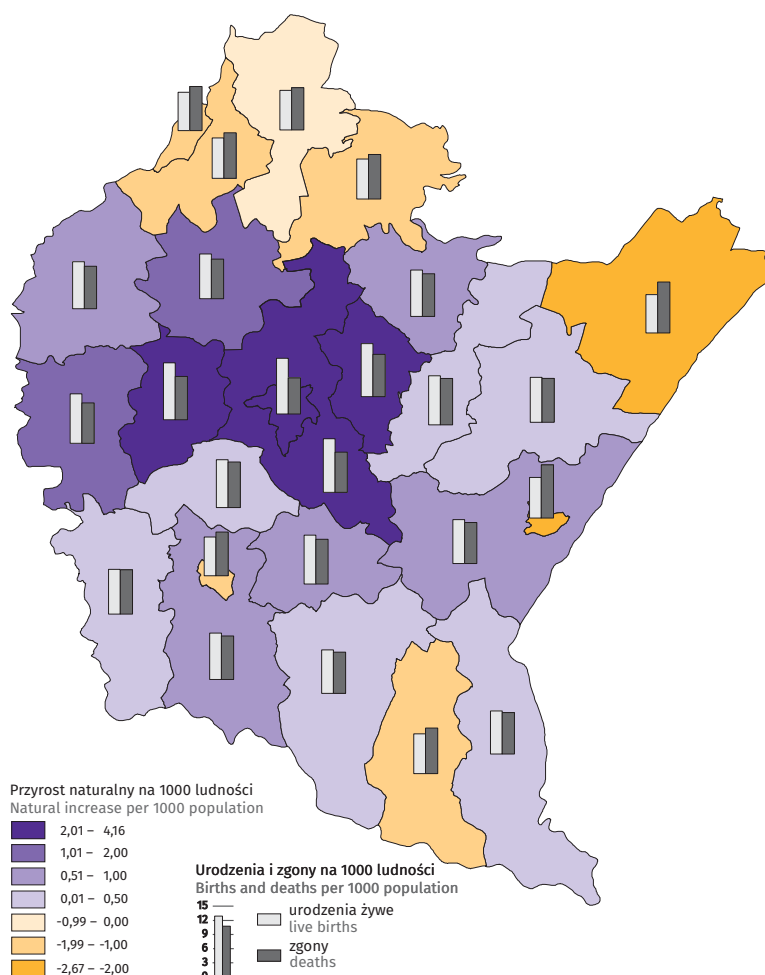 Przyrost naturalny na 1000 ludności
Natural increase per 1000 population
2,01 – 4,16
1,01 – 2,00
0,51 – 1,00
0,01 – 0,50
-0,99 – 0,00
-1,99 – -1,00
-2,67 – -2,00
Urodzenia i zgony na 1000 ludności
Births and deaths per 1000 population
15
12
9
6
3
0
urodzenia żywe
live births
zgony
deaths